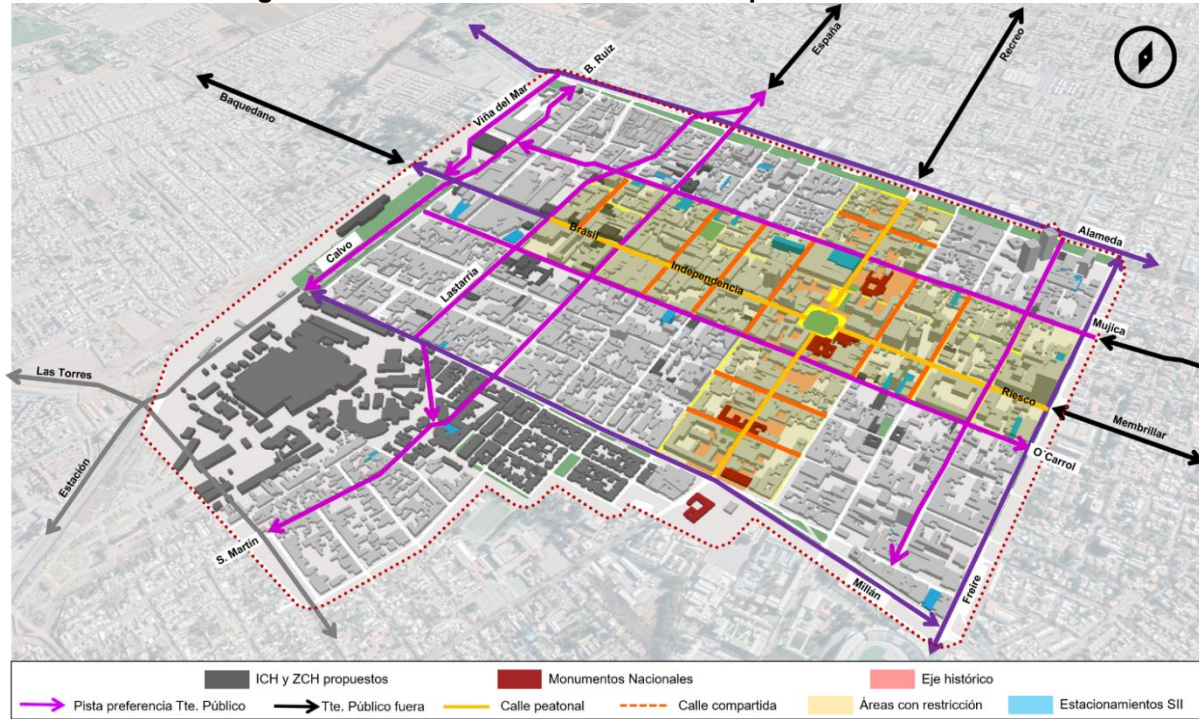 España
Recreo
B. Ruiz
Baquedano
Viña del Mar
Alameda
Calvo
Brasil
Lastarria
Independencia
Mujica
Las Torres
Riesco
Membrillar
O´Carrol
Estación
S. Martín
Millán
Freire
ICH y ZCH propuestos
Monumentos Nacionales
Eje histórico
Pista preferencia Tte. Público
Tte. Público fuera
Calle peatonal
Calle compartida
Áreas con restricción
Estacionamientos SII